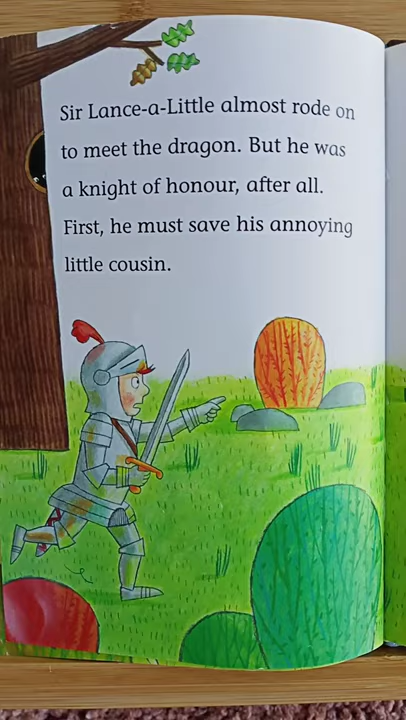 Sir Lance-a-Little almost rode on
to meet the dragon. But he was
a knight of honour, after all.
First, he must save his annoying
little cousin.